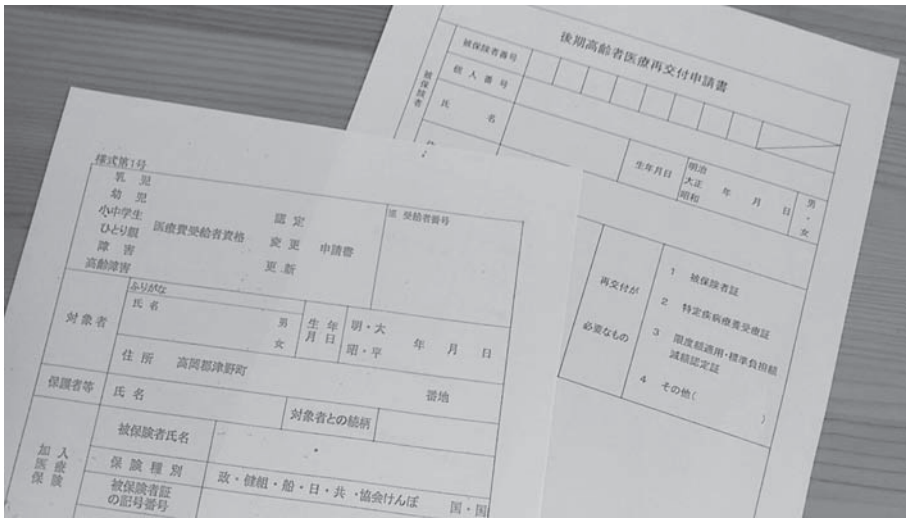 後期高齢者医療再交付申請書
被保険者
被保険者番号
個人番号
氏名
生年月日
明治
大正 年 月 日
昭和
男・女
再交付が
必要なもの
1 被保険者証
2 特定疾病療養受療証
3 限度額適用・標準負担額
減額認定証
4 その他( )
様式第1号
乳児
幼児
小中学生
ひとり親
障害
高齢障害
医療費受給者資格
認定
変更
更新
申請書
受給者番号
対象者
ふりがな
氏名
男
女
生年
月日
明・大
昭・平
年 月 日
住所 高岡郡津野町 番地
保護者等
氏名
対象者との続柄
加入
医療
保険
被保険者氏名
保険種別
政・健組・船・日・共・協会けんぽ 国・国
被保険者証
の記号番号